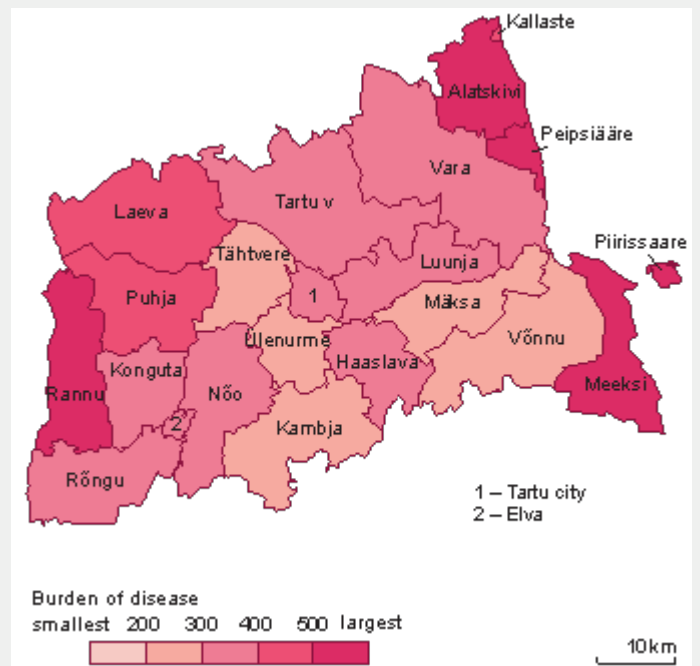 Kallaste
Alatskivi
Peipsiääre
Vara
Laeva
Tartu v
Piirissaare
Tähtvere
Luunja
Puhja
1
Mäksa
Võnnu
Üllenurme
Haaslava
Konguta
Rannu
Nõo
Meeksi
2
Kambja
Rõngu
1 – Tartu city
2 – Elva
Burden of disease
smallest 200 300 400 500 largest
10km